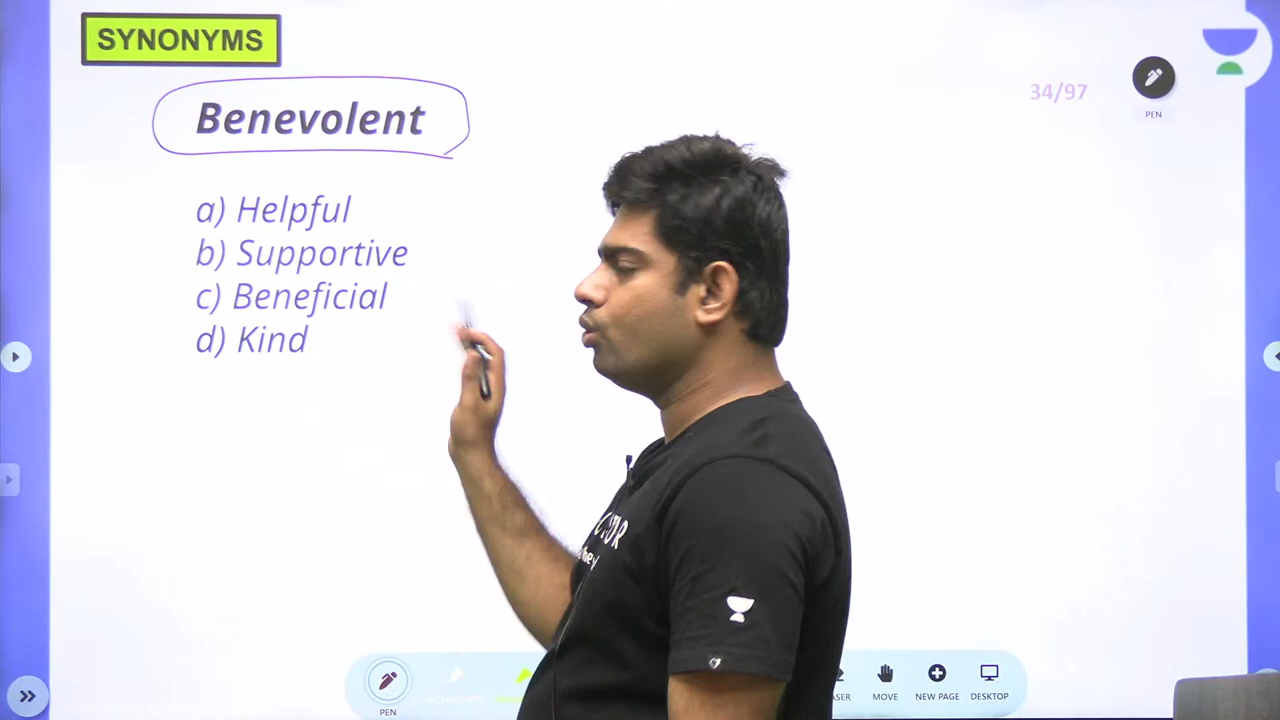 SYNONYMS
Benevolent
34/97
PEN
a) Helpful
b) Supportive
c) Beneficial
d) Kind
PEN
MOVE
NEW PAGE
DESKTOP